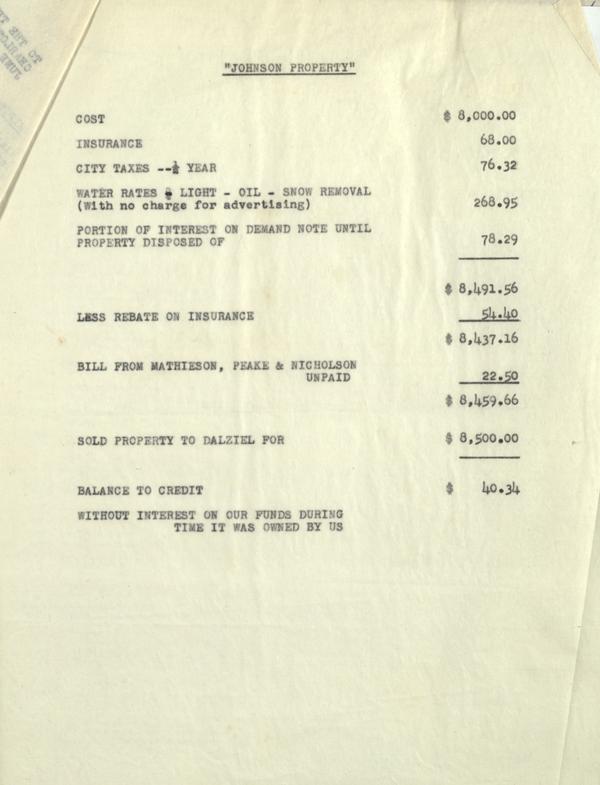 TO THE
JUNE
"JOHNSON PROPERTY"
COST $ 8,000.00
INSURANCE 68.00
CITY TAXES --½ YEAR 76.32
WATER RATES - LIGHT - OIL - SNOW REMOVAL
(With no charge for advertising) 268.95
PORTION OF INTEREST ON DEMAND NOTE UNTIL
PROPERTY DISPOSED OF 78.29
$ 8,491.56
LESS REBATE ON INSURANCE 54.40
$ 8,437.16
BILL FROM MATHIESON, PEAKE & NICHOLSON
UNPAID 22.50
$ 8,459.66
SOLD PROPERTY TO DALZIEL FOR $ 8,500.00
BALANCE TO CREDIT $ 40.34
WITHOUT INTEREST ON OUR FUNDS DURING
TIME IT WAS OWNED BY US